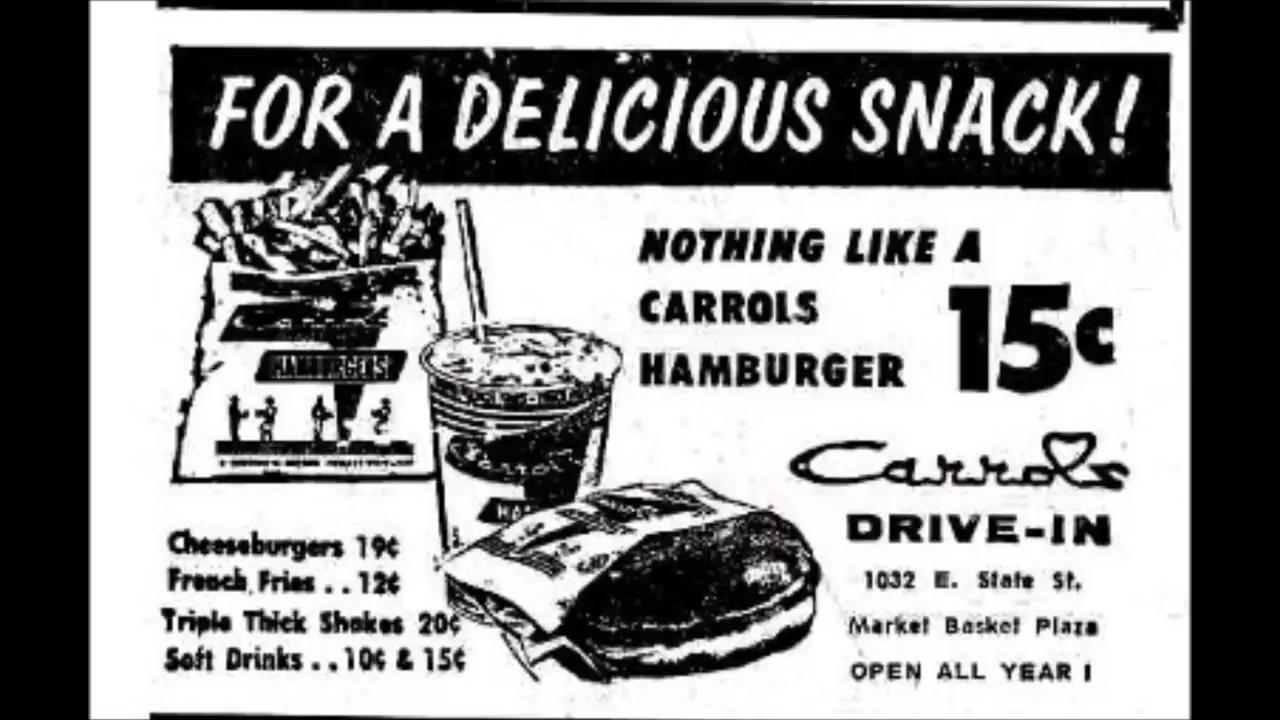 FOR A DELICIOUS SNACK!
NOTHING LIKE A
CARROLS
HAMBURGER
15¢
HAMBURGERS
Carrols
Carrols
DRIVE-IN
1032 E. State St.
Market Basket Plaza
OPEN ALL YEAR !
Cheeseburgers 19¢
French Fries . . 12¢
Triple Thick Shakes 20¢
Soft Drinks . . 10¢ & 15¢